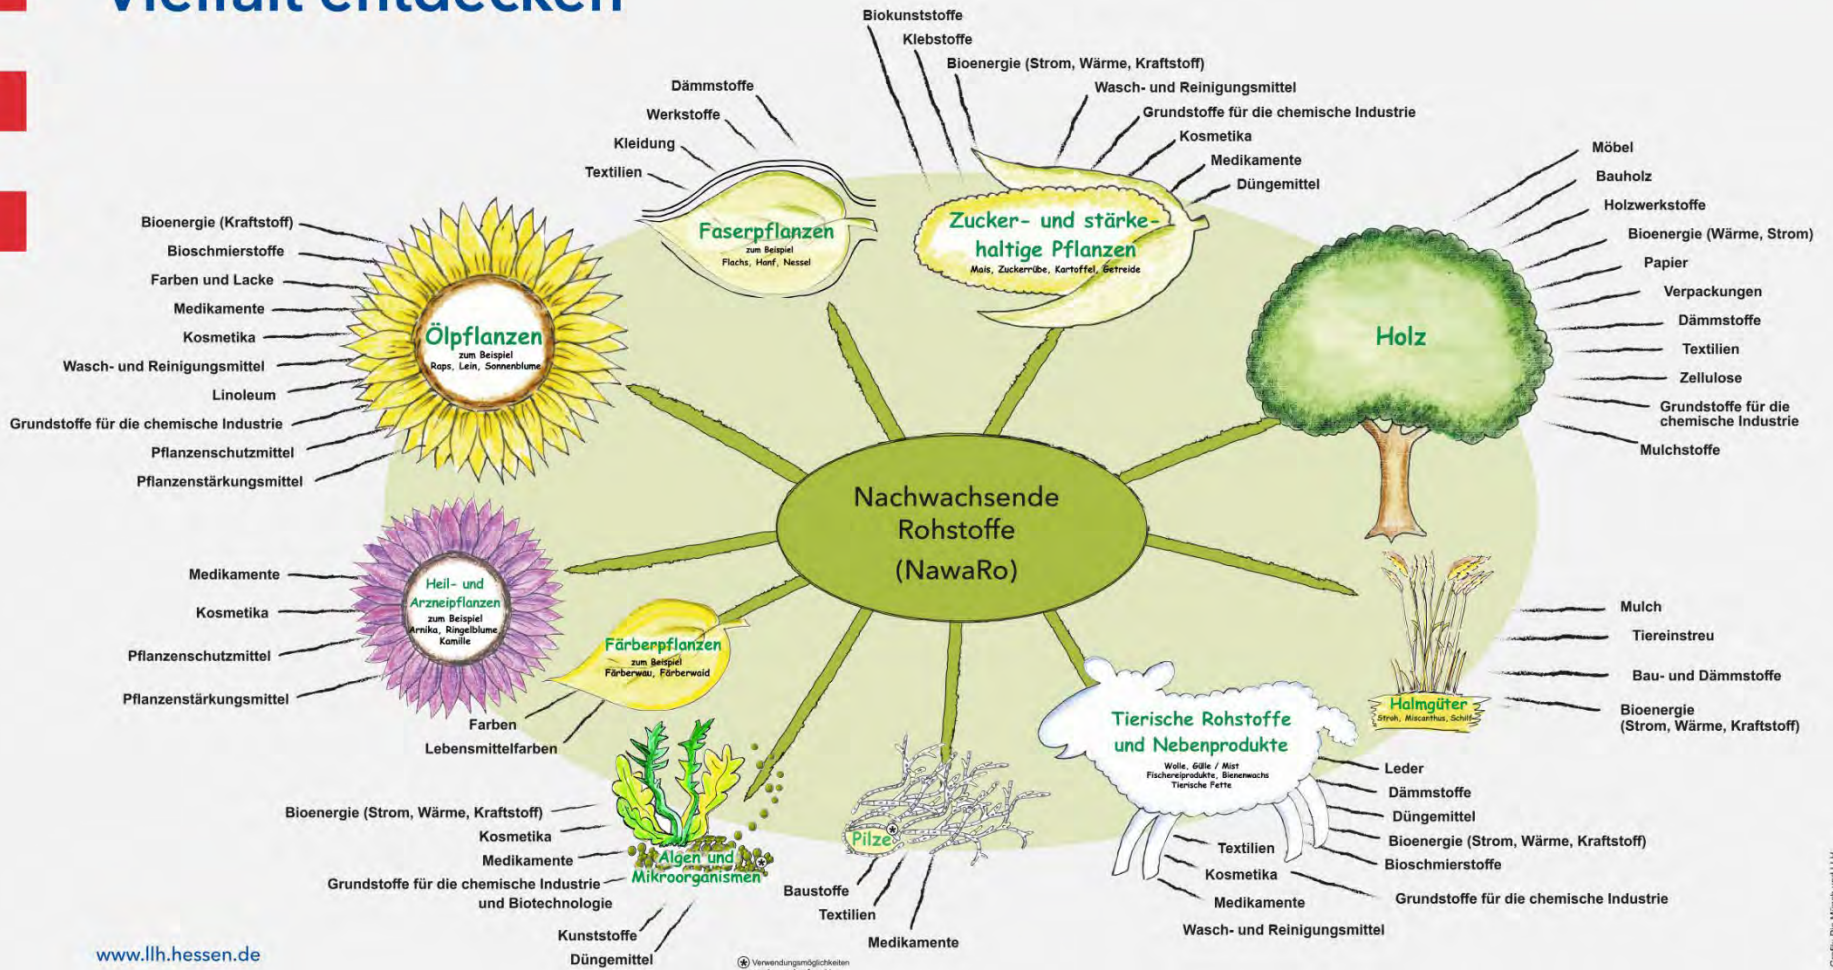 Vielfalt entdecken
Biokunststoffe
Klebstoffe
Bioenergie (Strom, Wärme, Kraftstoff)
Wasch- und Reinigungsmittel
Grundstoffe für die chemische Industrie
Kosmetika
Medikamente
Düngemittel
Zucker- und stärke-
haltige Pflanzen
Mais, Zuckerrübe, Kartoffel, Getreide
Dämmstoffe
Werkstoffe
Kleidung
Textilien
Faserpflanzen
zum Beispiel
Flachs, Hanf, Nessel
Möbel
Bauholz
Holzwerkstoffe
Bioenergie (Wärme, Strom)
Papier
Verpackungen
Dämmstoffe
Textilien
Zellulose
Grundstoffe für die
chemische Industrie
Mulchstoffe
Holz
Bioenergie (Kraftstoff)
Bioschmierstoffe
Farben und Lacke
Medikamente
Kosmetika
Wasch- und Reinigungsmittel
Linoleum
Grundstoffe für die chemische Industrie
Pflanzenschutzmittel
Pflanzenstärkungsmittel
Ölpflanzen
zum Beispiel
Raps, Lein, Sonnenblume
Nachwachsende
Rohstoffe
(NawaRo)
Medikamente
Kosmetika
Pflanzenschutzmittel
Pflanzenstärkungsmittel
Heil- und
Arzneipflanzen
zum Beispiel
Arnika, Ringelblume,
Kamille
Färberpflanzen
zum Beispiel
Färberwau, Färberwaid
Farben
Lebensmittelfarben
Mulch
Tiereinstreu
Bau- und Dämmstoffe
Bioenergie
(Strom, Wärme, Kraftstoff)
Halmgüter
Stroh, Miscanthus, Schilf
Tierische Rohstoffe
und Nebenprodukte
Wolle, Gülle / Mist
Fischereiprodukte, Bienenwachs
Tierische Fette
Leder
Dämmstoffe
Düngemittel
Bioenergie (Strom, Wärme, Kraftstoff)
Bioschmierstoffe
Grundstoffe für die chemische Industrie
Textilien
Kosmetika
Medikamente
Wasch- und Reinigungsmittel
Pilze
Baustoffe
Textilien
Medikamente
Bioenergie (Strom, Wärme, Kraftstoff)
Kosmetika
Medikamente
Grundstoffe für die chemische Industrie
und Biotechnologie
Kunststoffe
Düngemittel
Algen und
Mikroorganismen
Verwendungsmöglichkeiten
www.llh.hessen.de